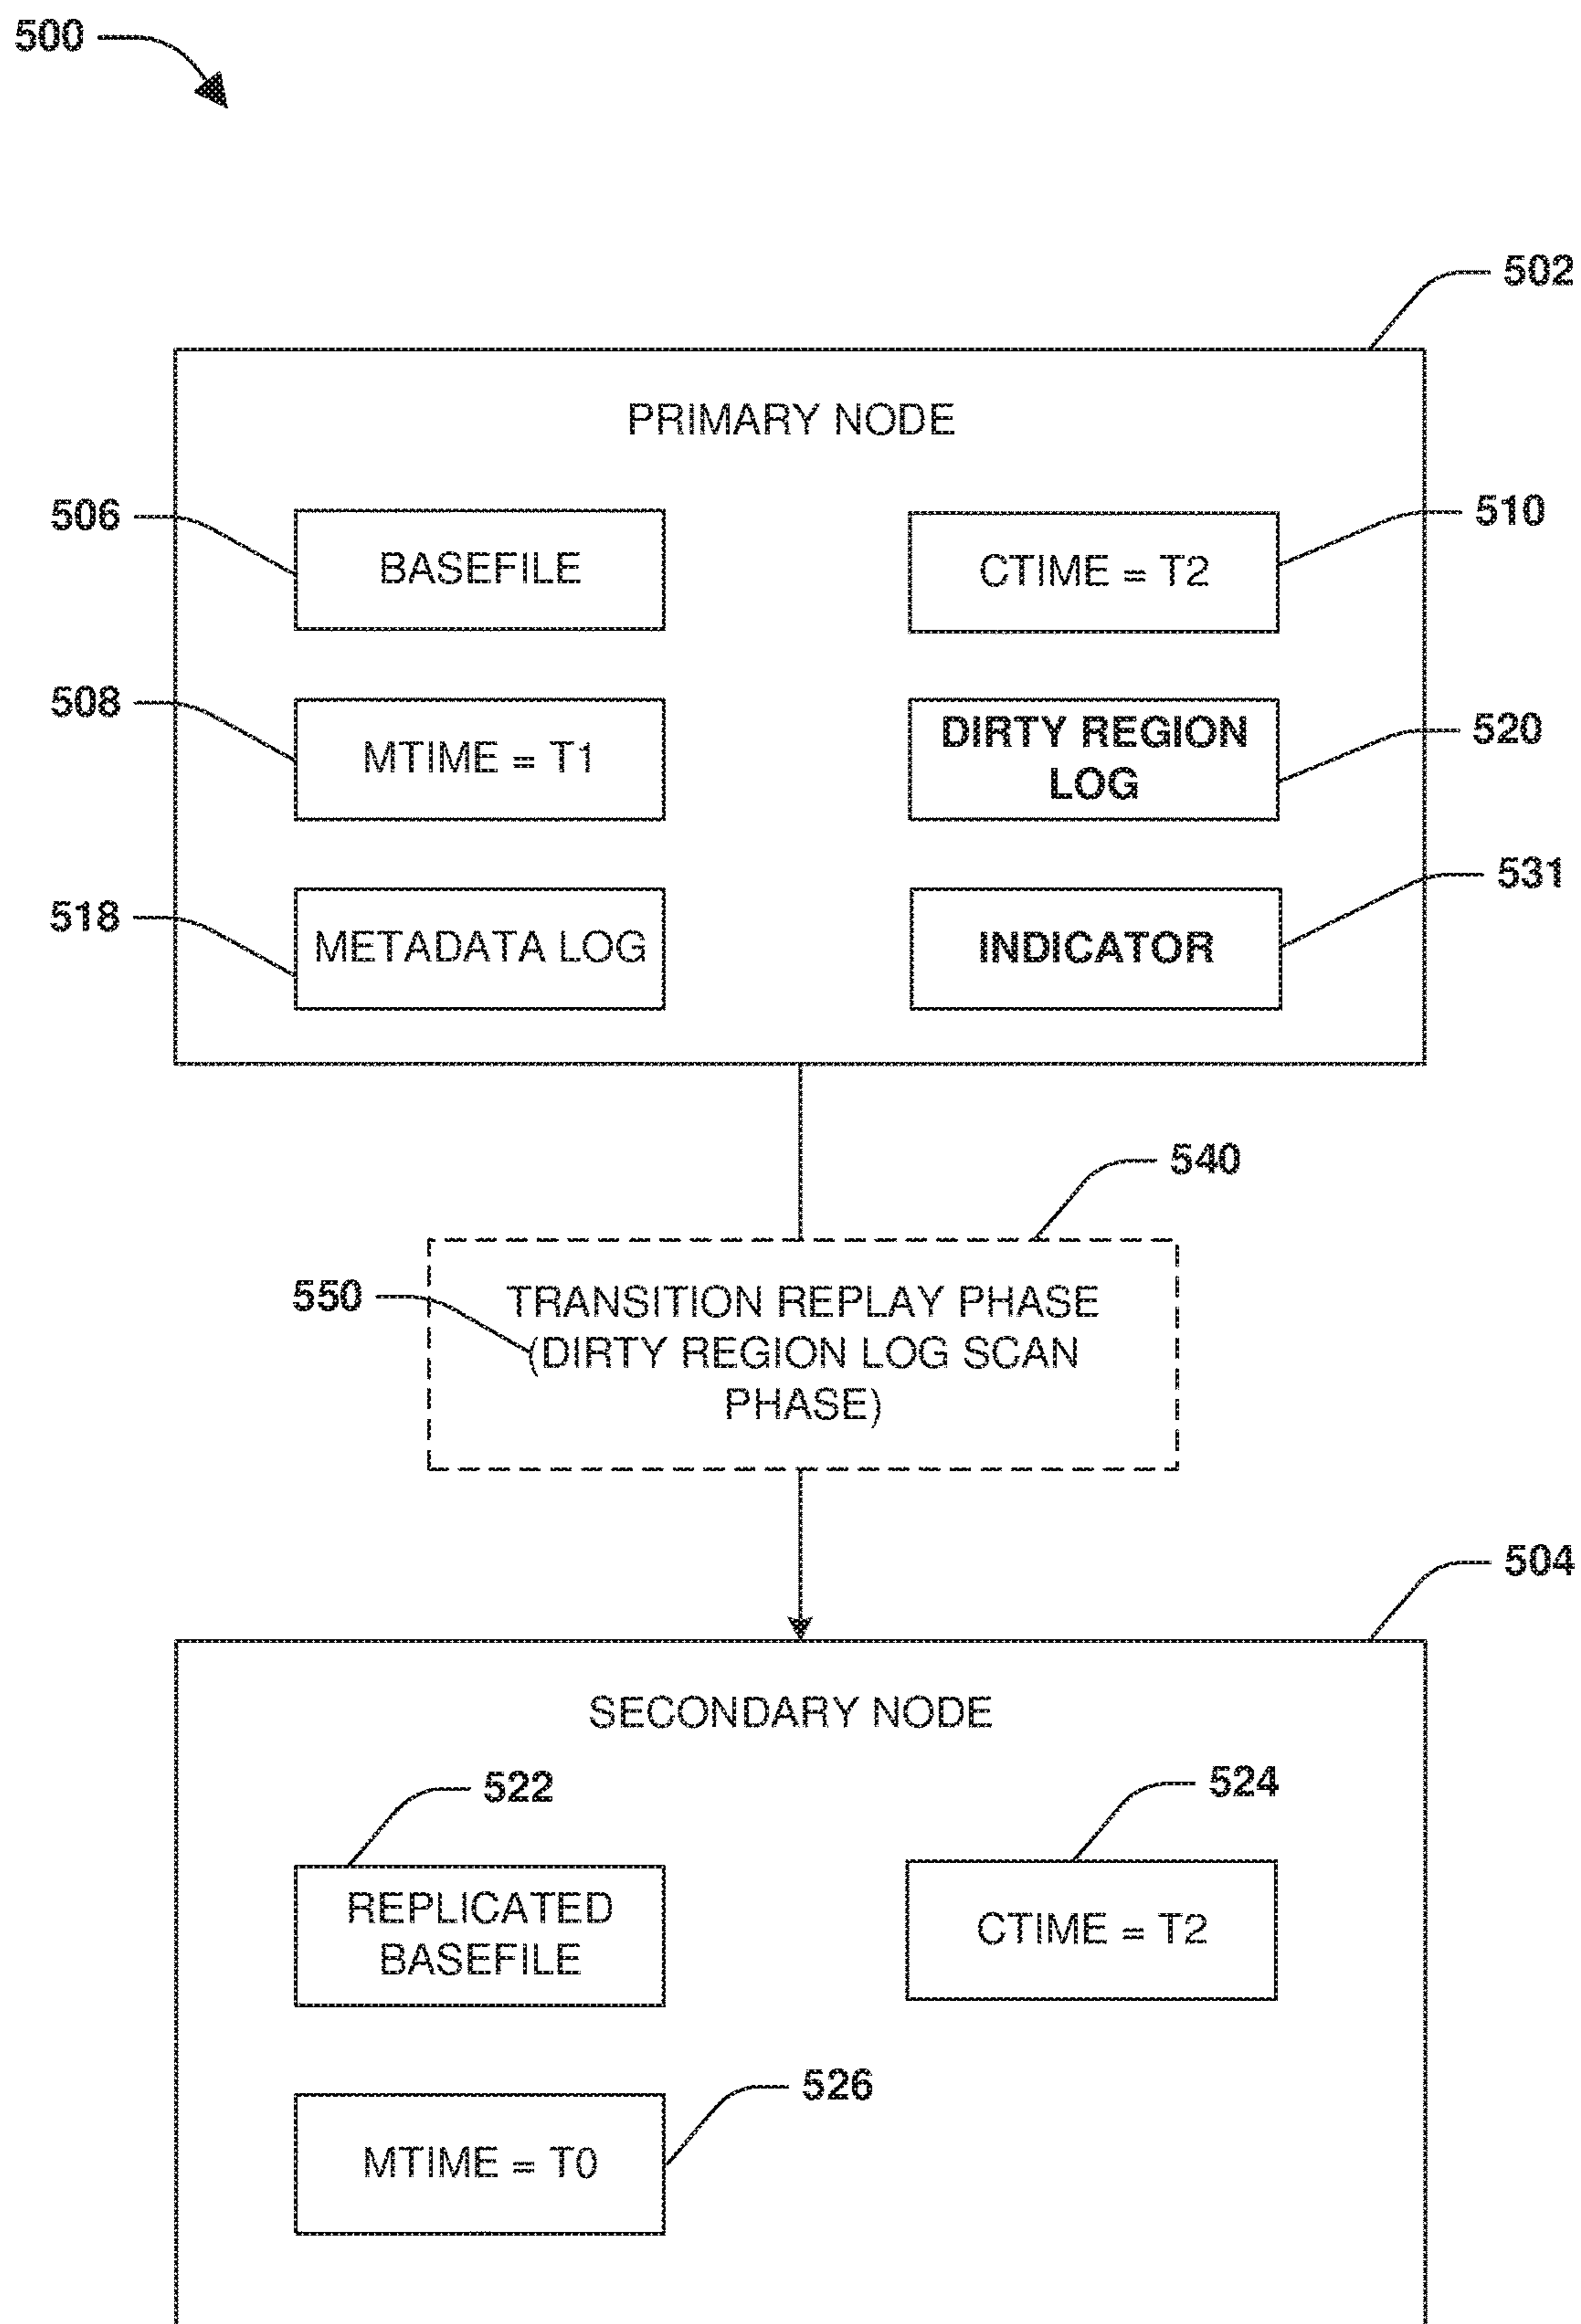 500
502
PRIMARY NODE
506
BASEFILE
CTIME = T2
510
508
MTIME = T1
DIRTY REGION
LOG
520
518
METADATA LOG
INDICATOR
531
540
550
TRANSITION REPLAY PHASE
(DIRTY REGION LOG SCAN
PHASE)
504
SECONDARY NODE
522
524
REPLICATED
BASEFILE
CTIME = T2
526
MTIME = T0